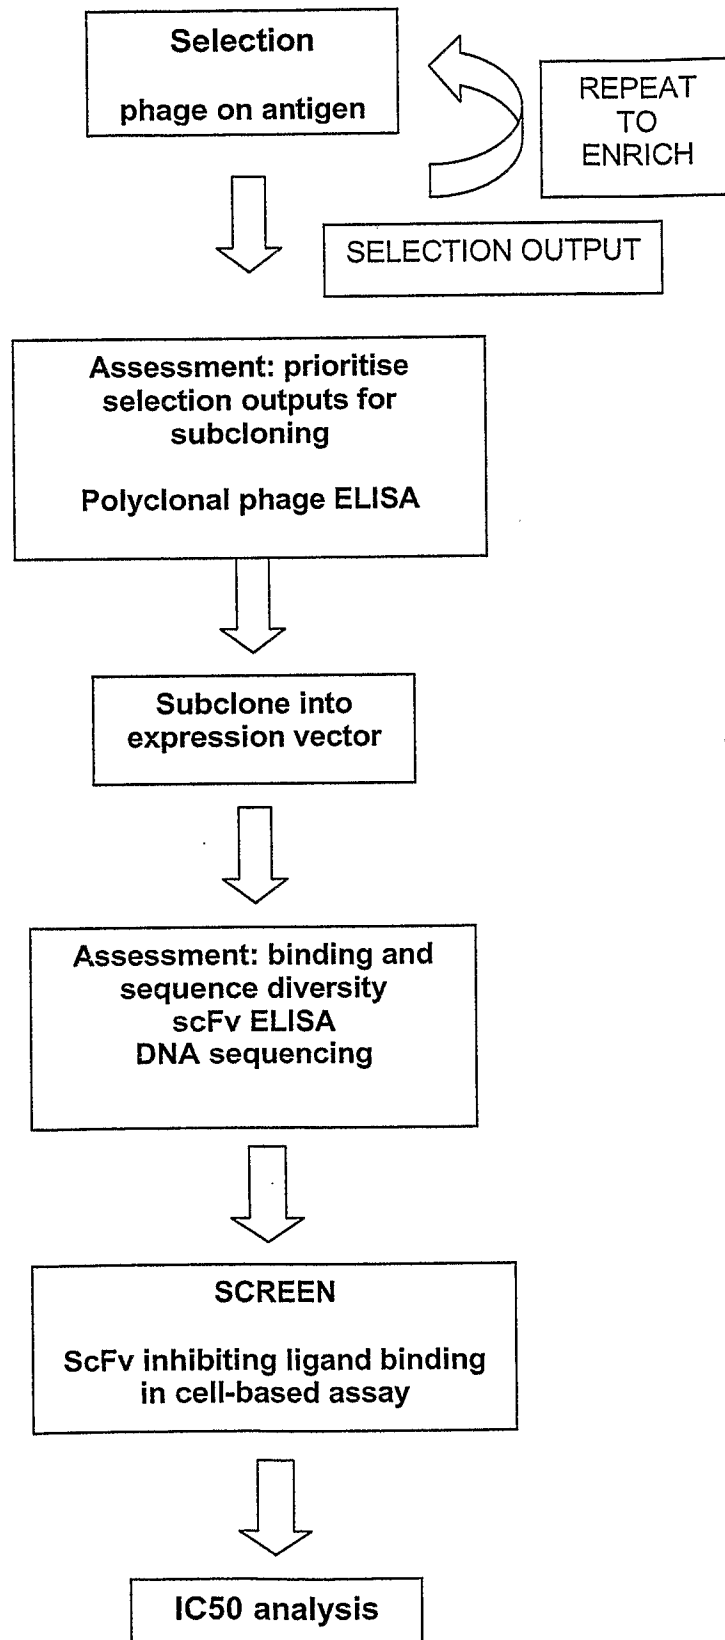 Selection
phage on antigen
REPEAT
TO
ENRICH
SELECTION OUTPUT
Assessment: prioritise
selection outputs for
subcloning
Polyclonal phage ELISA
Subclone into
expression vector
Assessment: binding and
sequence diversity
scFv ELISA
DNA sequencing
SCREEN
ScFv inhibiting ligand binding
in cell-based assay
IC50 analysis